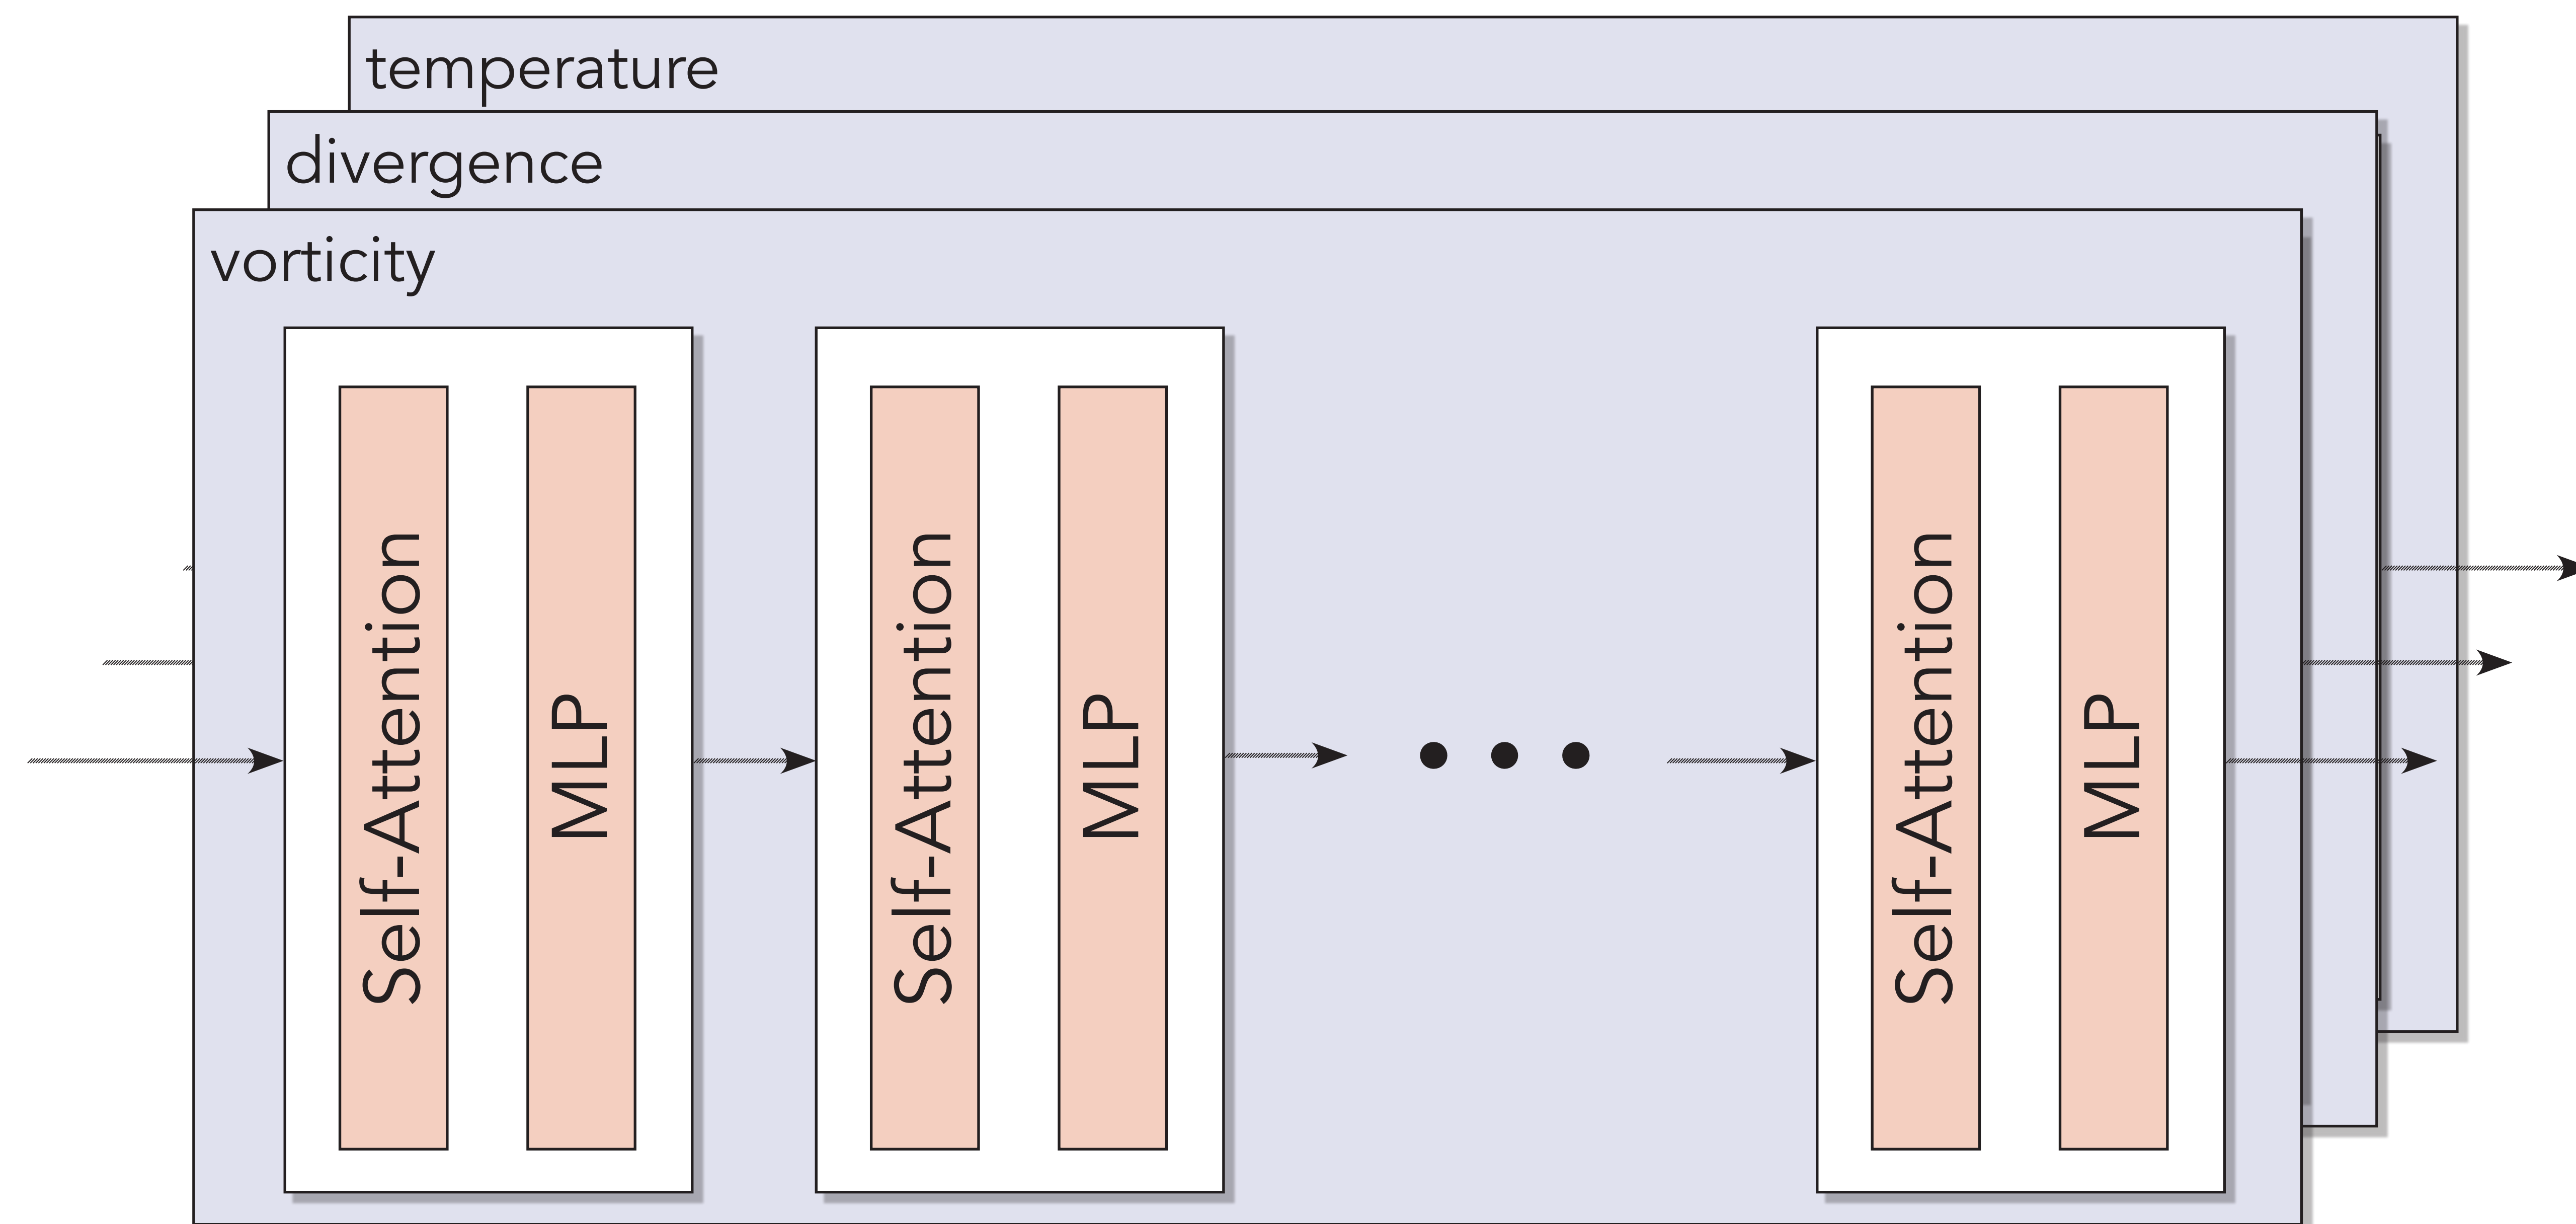 temperature
divergence
vorticity
Self-Attention
MLP
Self-Attention
MLP
Self-Attention
MLP